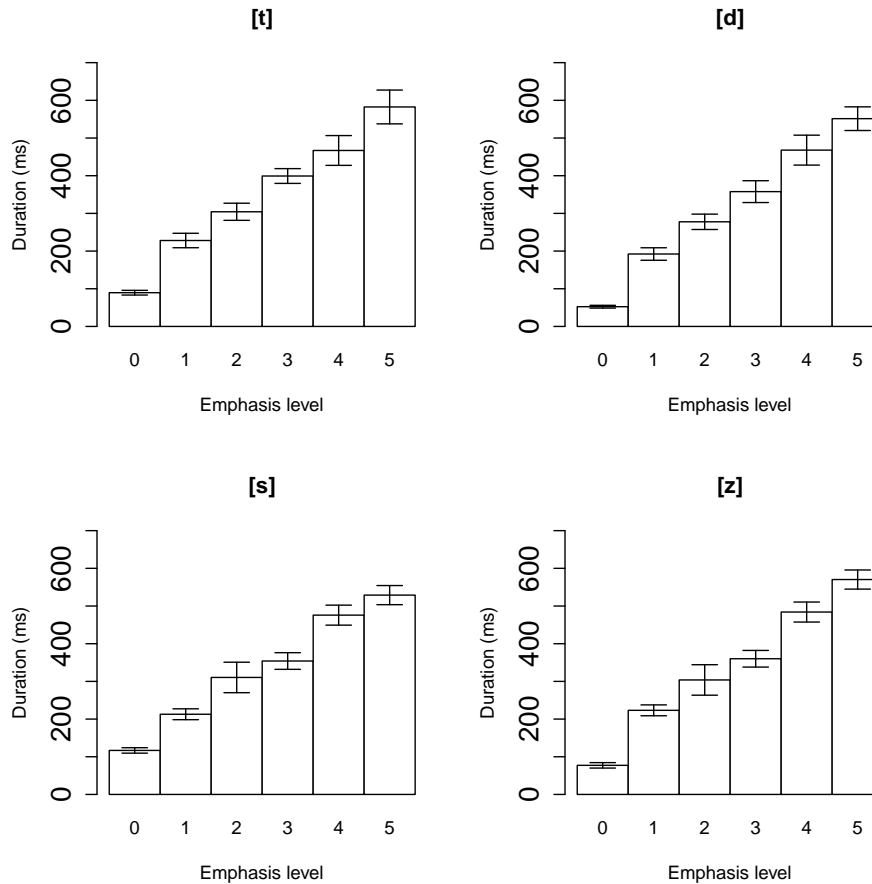 [t]
Duration (ms)
600
400
200
0
0 1 2 3 4 5
Emphasis level
[d]
Duration (ms)
600
400
200
0
0 1 2 3 4 5
Emphasis level
[s]
Duration (ms)
600
400
200
0
0 1 2 3 4 5
Emphasis level
[z]
Duration (ms)
600
400
200
0
0 1 2 3 4 5
Emphasis level